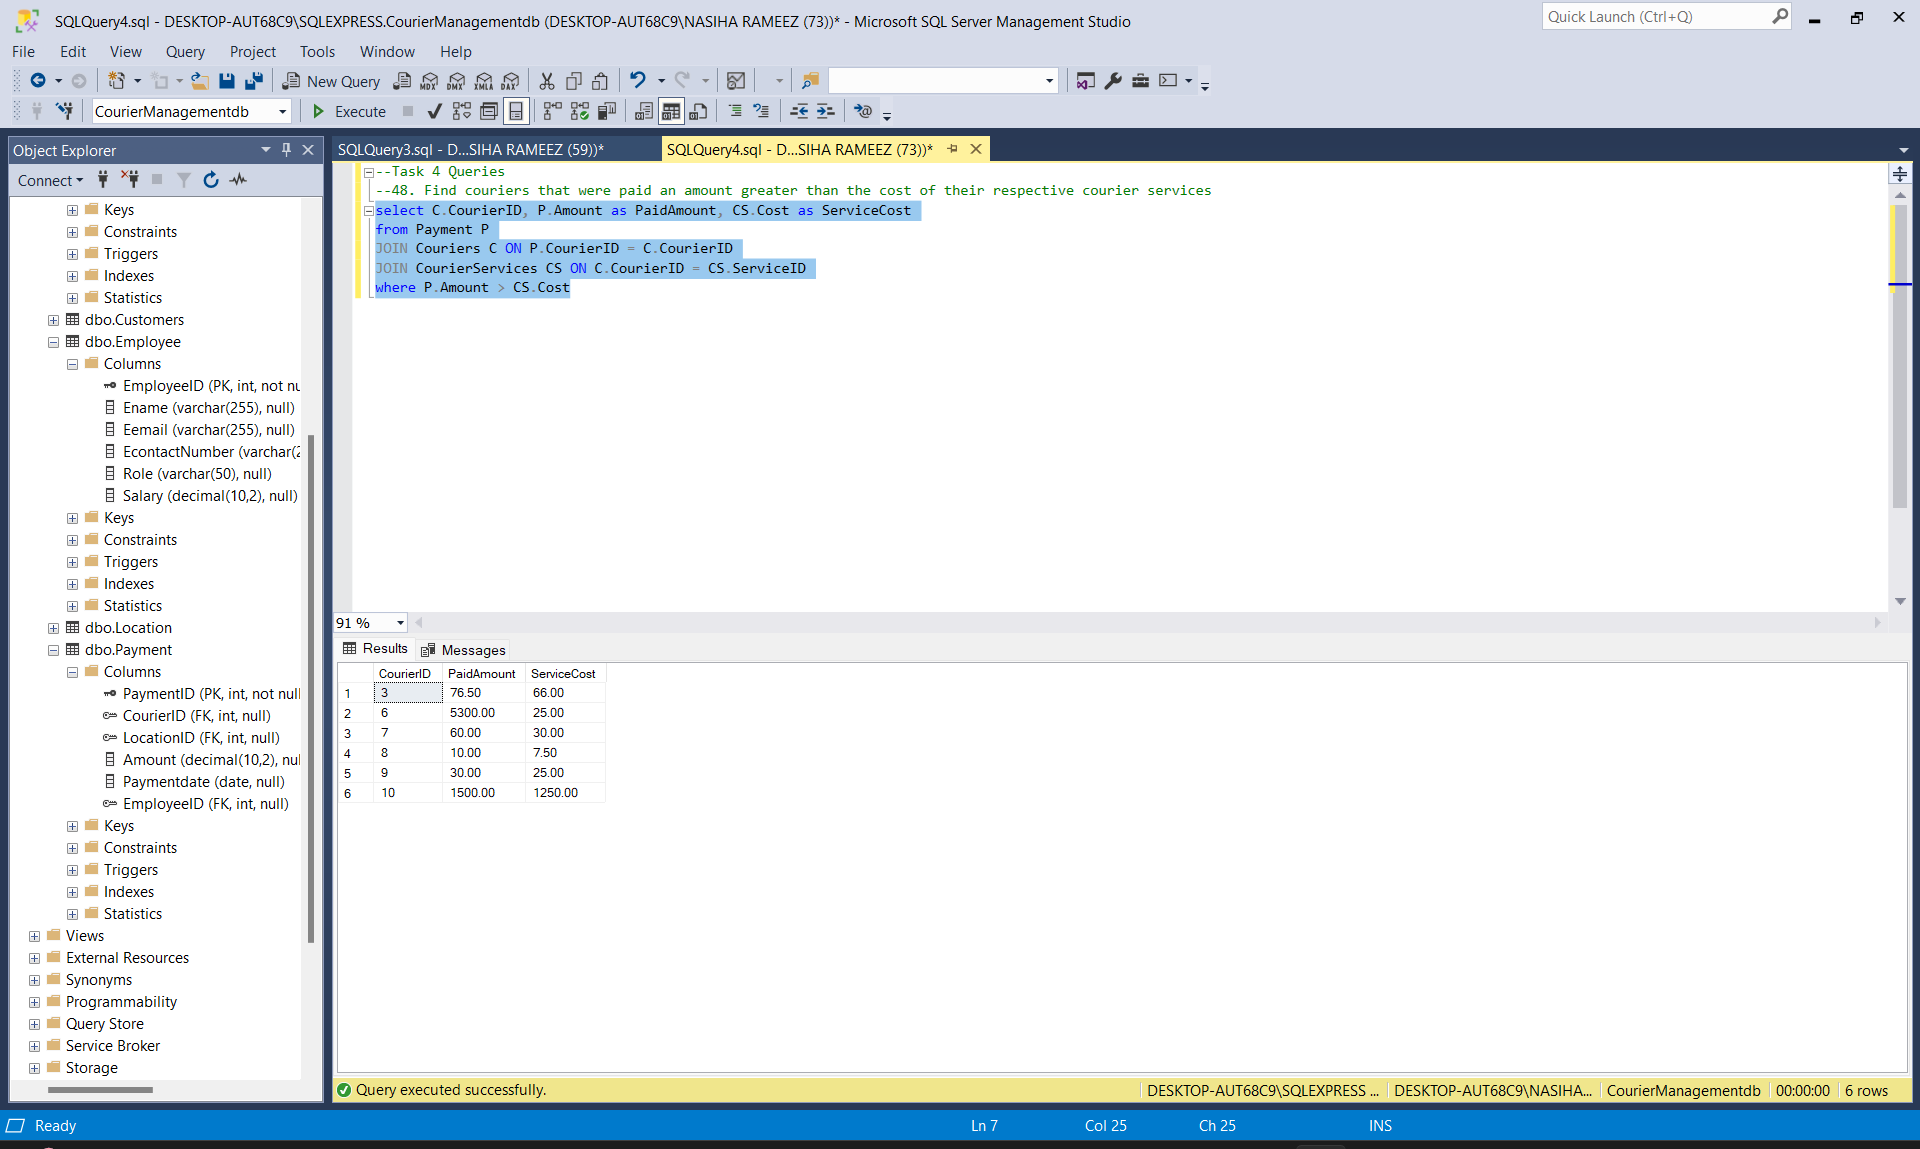 SQLQuery4.sql - DESKTOP-AUT68C9\SQLEXPRESS.CourierManagementdb (DESKTOP-AUT68C9\NASIHA RAMEEZ (73))* - Microsoft SQL Server Management Studio
Quick Launch (Ctrl+Q)
File Edit View Query Project Tools Window Help
New Query MDX DMX XMLA DAX
CourierManagementdb Execute
Object Explorer
Connect
Keys
Constraints
Triggers
Indexes
Statistics
dbo.Customers
dbo.Employee
Columns
EmployeeID (PK, int, not nu
Ename (varchar(255), null)
Eemail (varchar(255), null)
EcontactNumber (varchar(2
Role (varchar(50), null)
Salary (decimal(10,2), null)
Keys
Constraints
Triggers
Indexes
Statistics
dbo.Location
dbo.Payment
Columns
PaymentID (PK, int, not null
CourierID (FK, int, null)
LocationID (FK, int, null)
Amount (decimal(10,2), nul
Paymentdate (date, null)
EmployeeID (FK, int, null)
Keys
Constraints
Triggers
Indexes
Statistics
Views
External Resources
Synonyms
Programmability
Query Store
Service Broker
Storage
SQLQuery3.sql - D...SIHA RAMEEZ (59))* SQLQuery4.sql - D...SIHA RAMEEZ (73))*
--Task 4 Queries
--48. Find couriers that were paid an amount greater than the cost of their respective courier services
select C.CourierID, P.Amount as PaidAmount, CS.Cost as ServiceCost
from Payment P
JOIN Couriers C ON P.CourierID = C.CourierID
JOIN CourierServices CS ON C.CourierID = CS.ServiceID
where P.Amount > CS.Cost
91 %
Results Messages
CourierID PaidAmount ServiceCost
1 3 76.50 66.00
2 6 5300.00 25.00
3 7 60.00 30.00
4 8 10.00 7.50
5 9 30.00 25.00
6 10 1500.00 1250.00
Query executed successfully. DESKTOP-AUT68C9\SQLEXPRESS ... DESKTOP-AUT68C9\NASIHA... CourierManagementdb 00:00:00 6 rows
Ready Ln 7 Col 25 Ch 25 INS